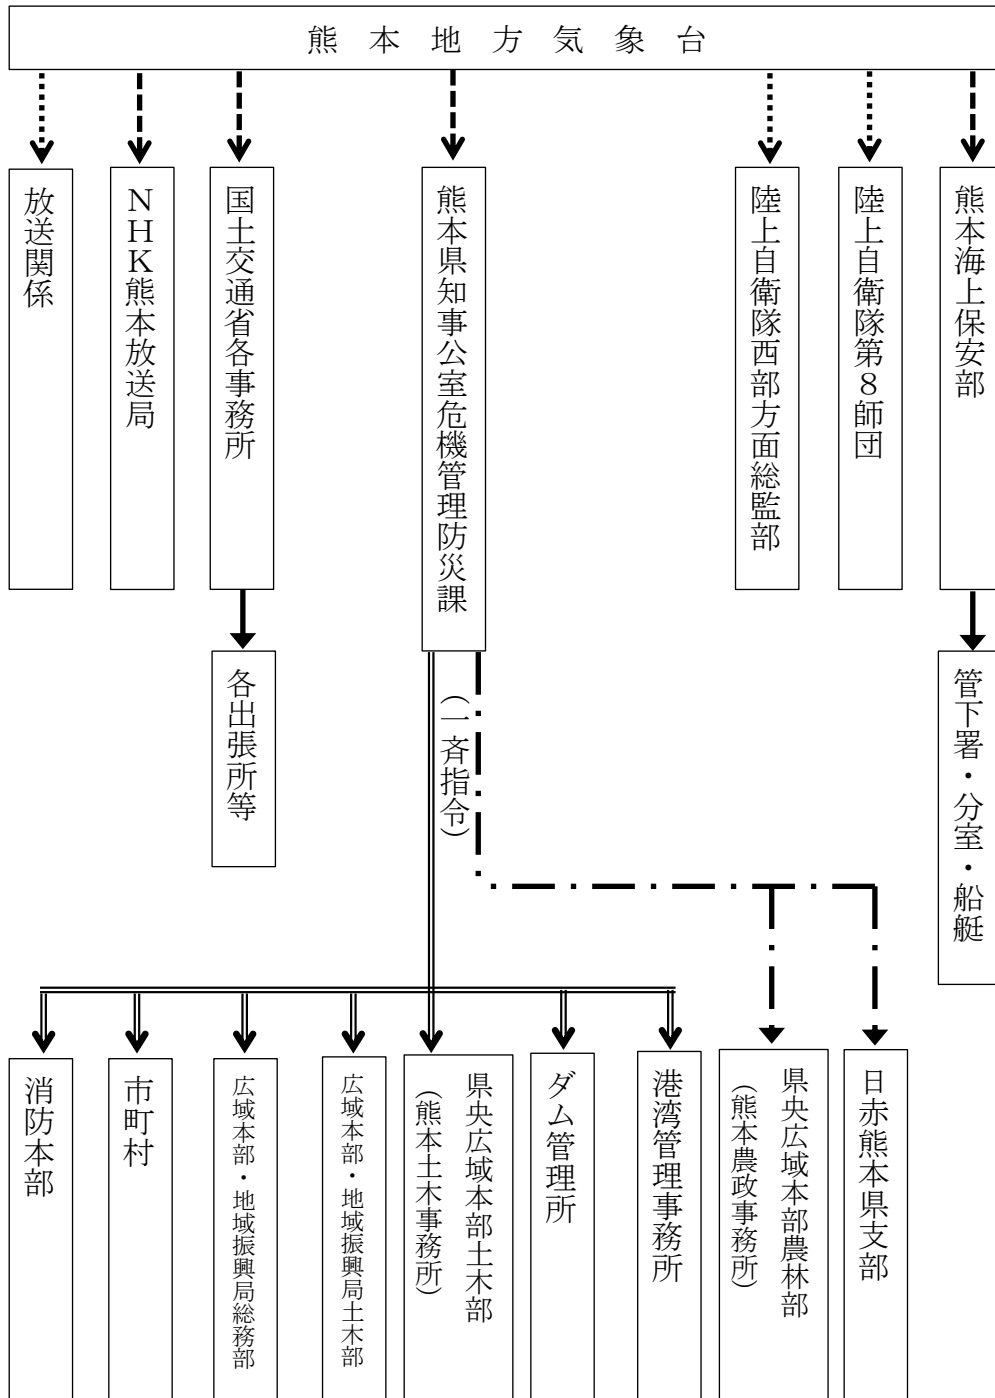 熊本地方気象台
放送関係
ＮＨＫ熊本放送局
国土交通省各事務所
熊本県知事公室危機管理防災課
陸上自衛隊西部方面総監部
陸上自衛隊第８師団
熊本海上保安部
各出張所等
（一斉指令）
管下署・分室・船艇
消防本部
市町村
広域本部・地域振興局総務部
広域本部・地域振興局土木部
県央広域本部土木部
（熊本土木事務所）
ダム管理所
港湾管理事務所
県央広域本部農林部
（熊本農政事務所）
日赤熊本県支部